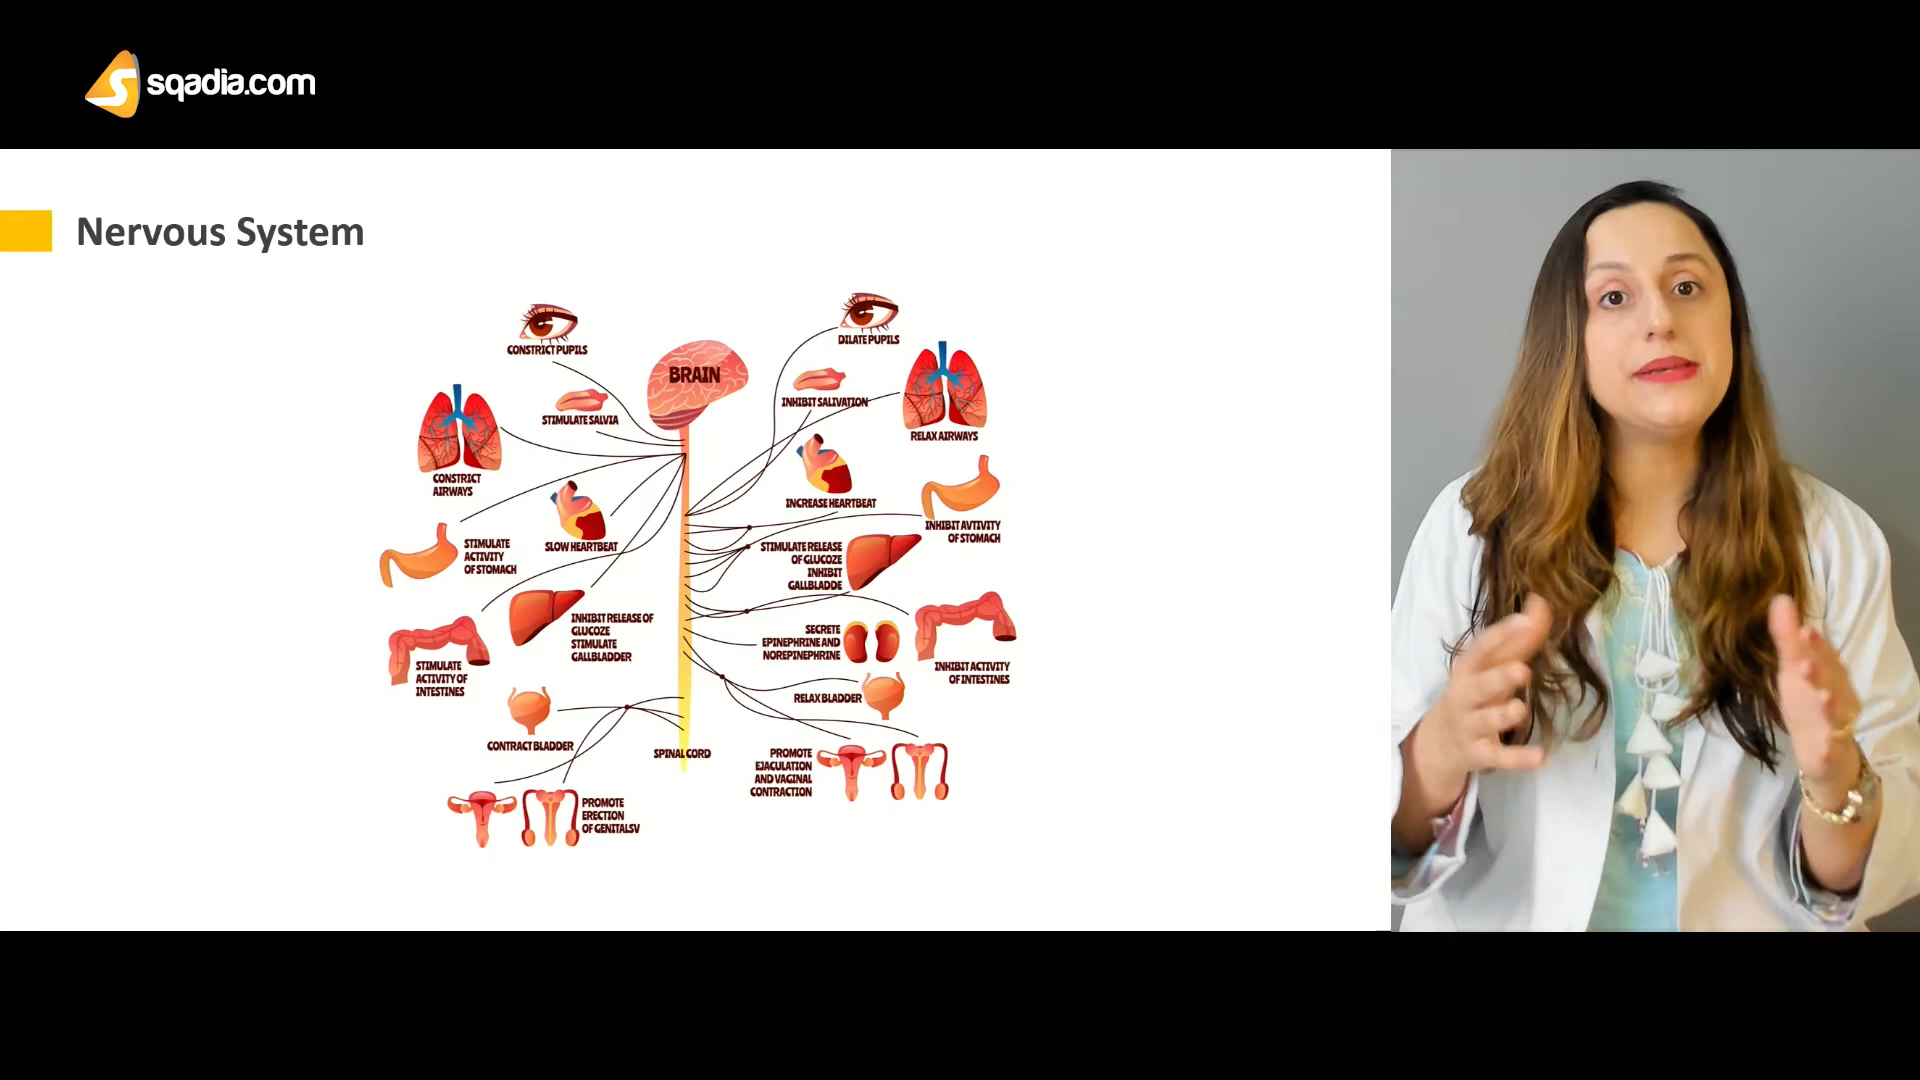 sqadia.com
Nervous System
CONSTRICT PUPILS
STIMULATE SALVIA
CONSTRICT
AIRWAYS
SLOW HEARTBEAT
STIMULATE
ACTIVITY
OF STOMACH
INHIBIT RELEASE OF
GLUCOZE
STIMULATE
GALLBLADDER
STIMULATE
ACTIVITY OF
INTESTINES
CONTRACT BLADDER
PROMOTE
ERECTION
OF GENITALSV
BRAIN
SPINAL CORD
DILATE PUPILS
INHIBIT SALIVATION
RELAX AIRWAYS
INCREASE HEARTBEAT
INHIBIT AVTIVITY
OF STOMACH
STIMULATE RELEASE
OF GLUCOZE
INHIBIT
GALLBLADDE
SECRETE
EPINEPHRINE AND
NOREPINEPHRINE
INHIBIT ACTIVITY
OF INTESTINES
RELAX BLADDER
PROMOTE
EJACULATION
AND VAGINAL
CONTRACTION